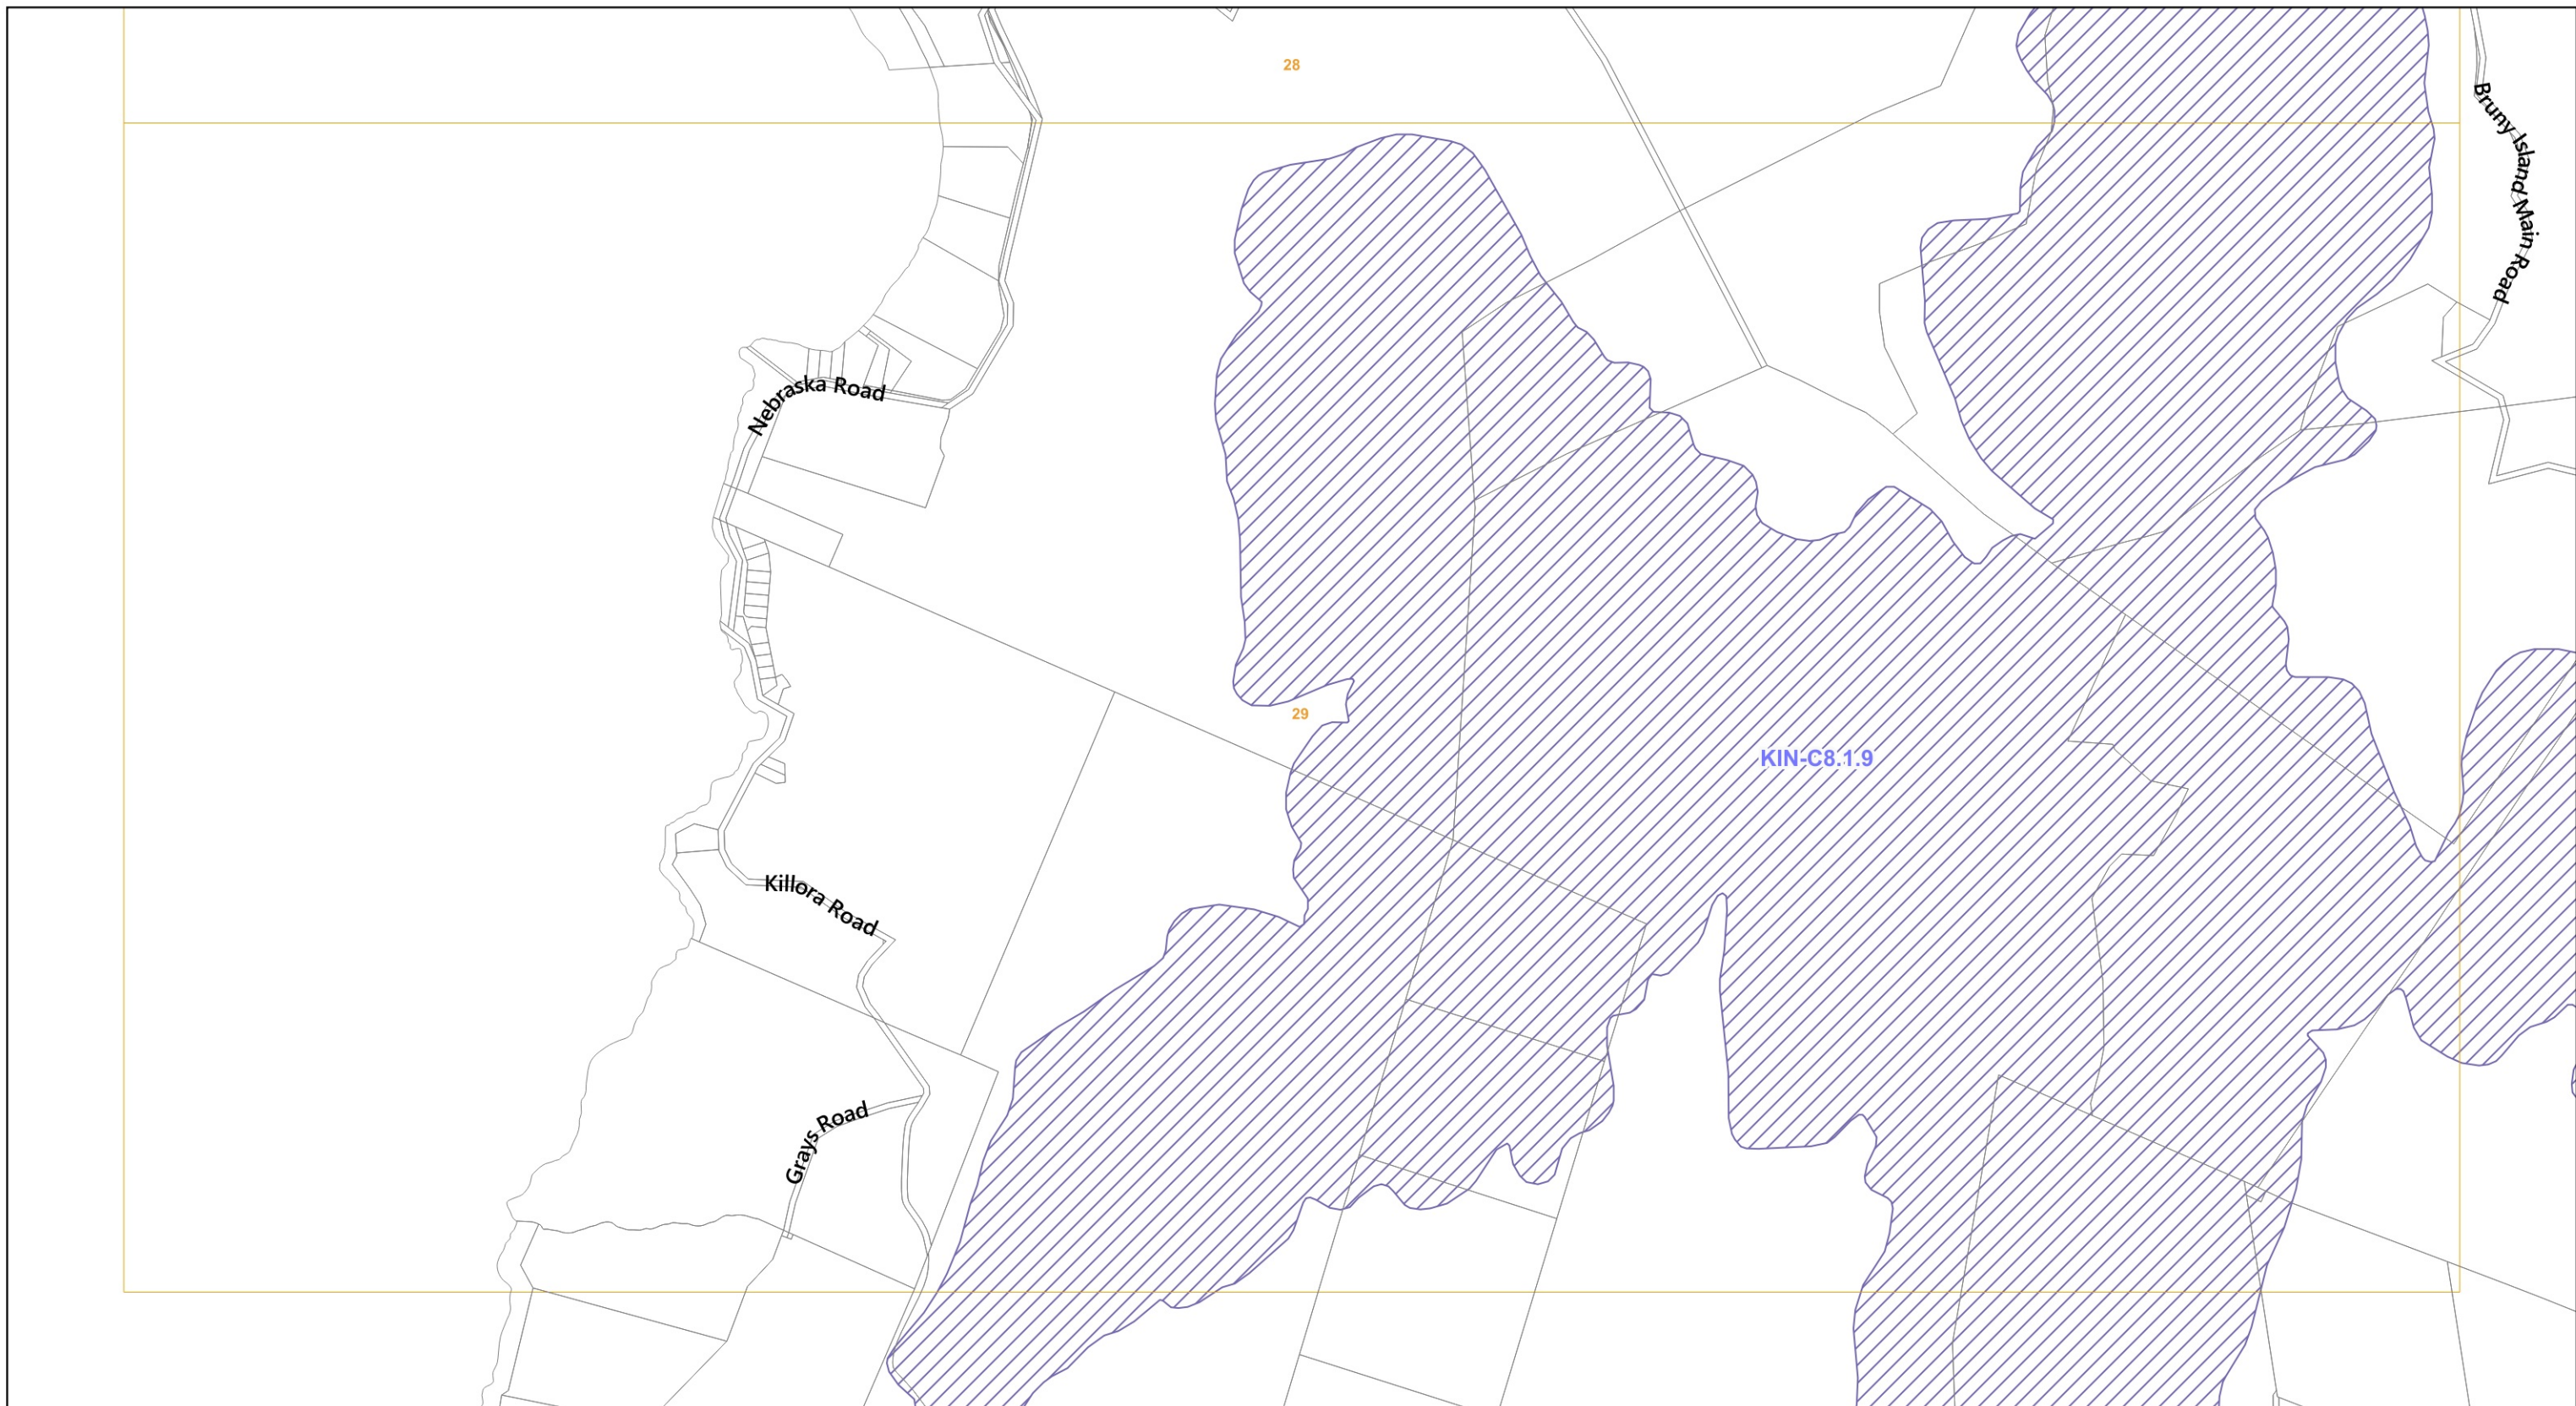 28
Bruny Island Main Road
Nebraska Road
29
KIN-C8.1.9
Killora Road
Grays Road